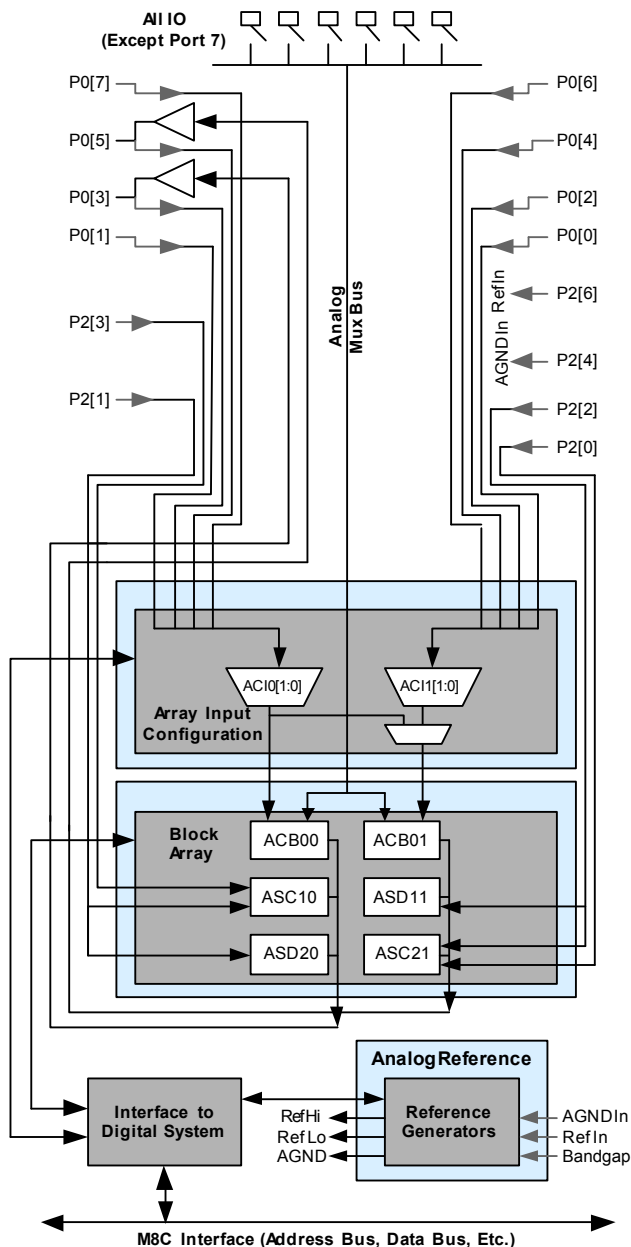 All IO
(Except Port 7)
P0[7]
P0[6]
P0[5]
P0[4]
P0[3]
P0[2]
P0[1]
P0[0]
P2[6]
AGNDIn RefIn
Analog
Mux Bus
P2[3]
P2[4]
P2[1]
P2[2]
P2[0]
ACI0[1:0]
ACI1[1:0]
Array Input
Configuration
Block
Array
ACB00
ACB01
ASC10
ASD11
ASD20
ASC21
AnalogReference
Interface to
Digital System
RefHi
RefLo
AGND
Reference
Generators
AGNDIn
RefIn
Bandgap
M8C Interface (Address Bus, Data Bus, Etc.)